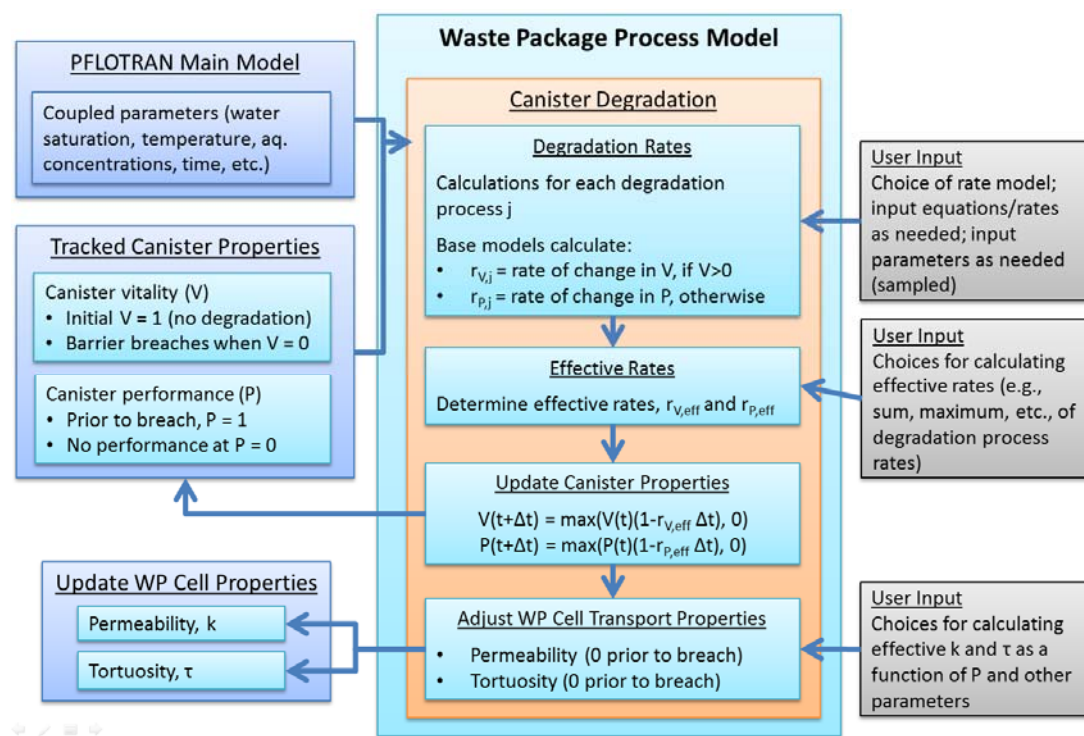 PFLOTRAN Main Model
Coupled parameters (water
saturation, temperature, aq.
concentrations, time, etc.)
Tracked Canister Properties
Canister vitality (V)
• Initial V = 1 (no degradation)
• Barrier breaches when V = 0
Canister performance (P)
• Prior to breach, P = 1
• No performance at P = 0
Update WP Cell Properties
Permeability, k
Tortuosity, τ
Waste Package Process Model
Canister Degradation
Degradation Rates
Calculations for each degradation
process j
Base models calculate:
• rV,j = rate of change in V, if V>0
• rP,j = rate of change in P, otherwise
Effective Rates
Determine effective rates, rV,eff and rP,eff
Update Canister Properties
V(t+Δt) = max(V(t)(1-rV,eff Δt), 0)
P(t+Δt) = max(P(t)(1-rP,eff Δt), 0)
Adjust WP Cell Transport Properties
• Permeability (0 prior to breach)
• Tortuosity (0 prior to breach)
User Input
Choice of rate model;
input equations/rates
as needed; input
parameters as needed
(sampled)
User Input
Choices for calculating
effective rates (e.g.,
sum, maximum, etc., of
degradation process
rates)
User Input
Choices for calculating
effective k and τ as a
function of P and other
parameters